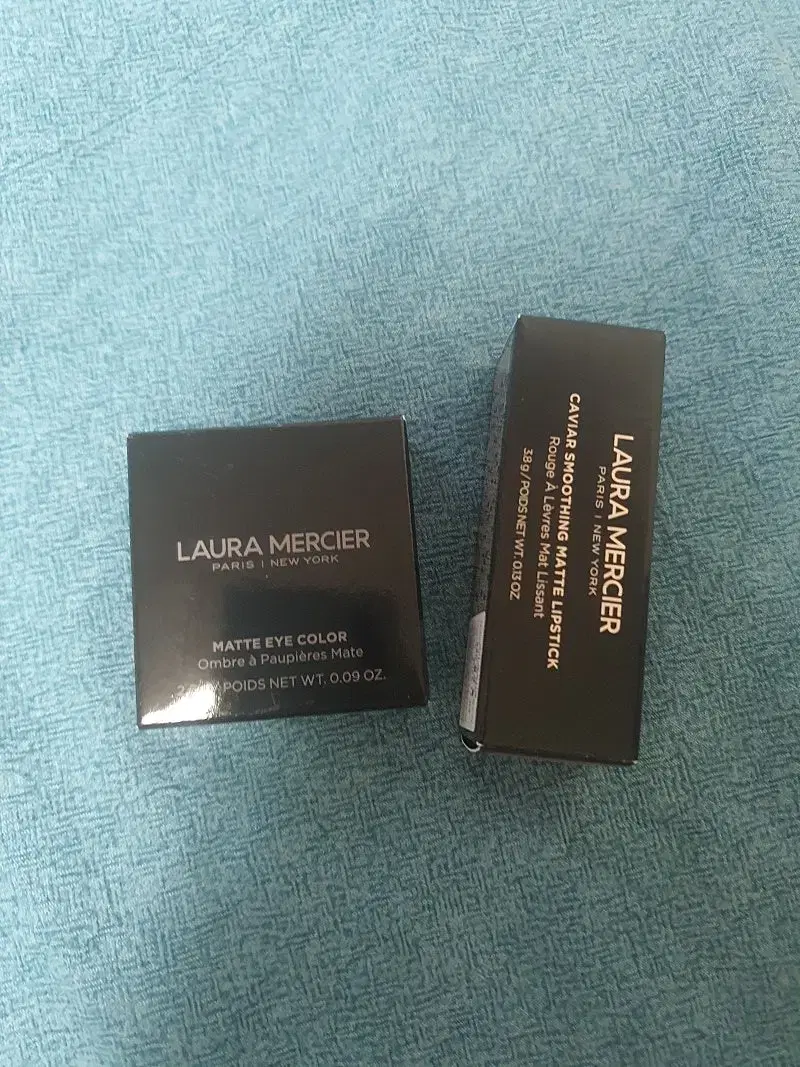 LAURA MERCIER
PARIS | NEW YORK
MATTE EYE COLOR
Ombre à Paupières Mate
POIDS NET WT. 0.09 OZ.
LAURA MERCIER
PARIS | NEW YORK
CAVIAR SMOOTHING MATTE LIPSTICK
Rouge À Lèvres Mat Lissant
3.8 g / POIDS NET WT. 0.13 OZ.